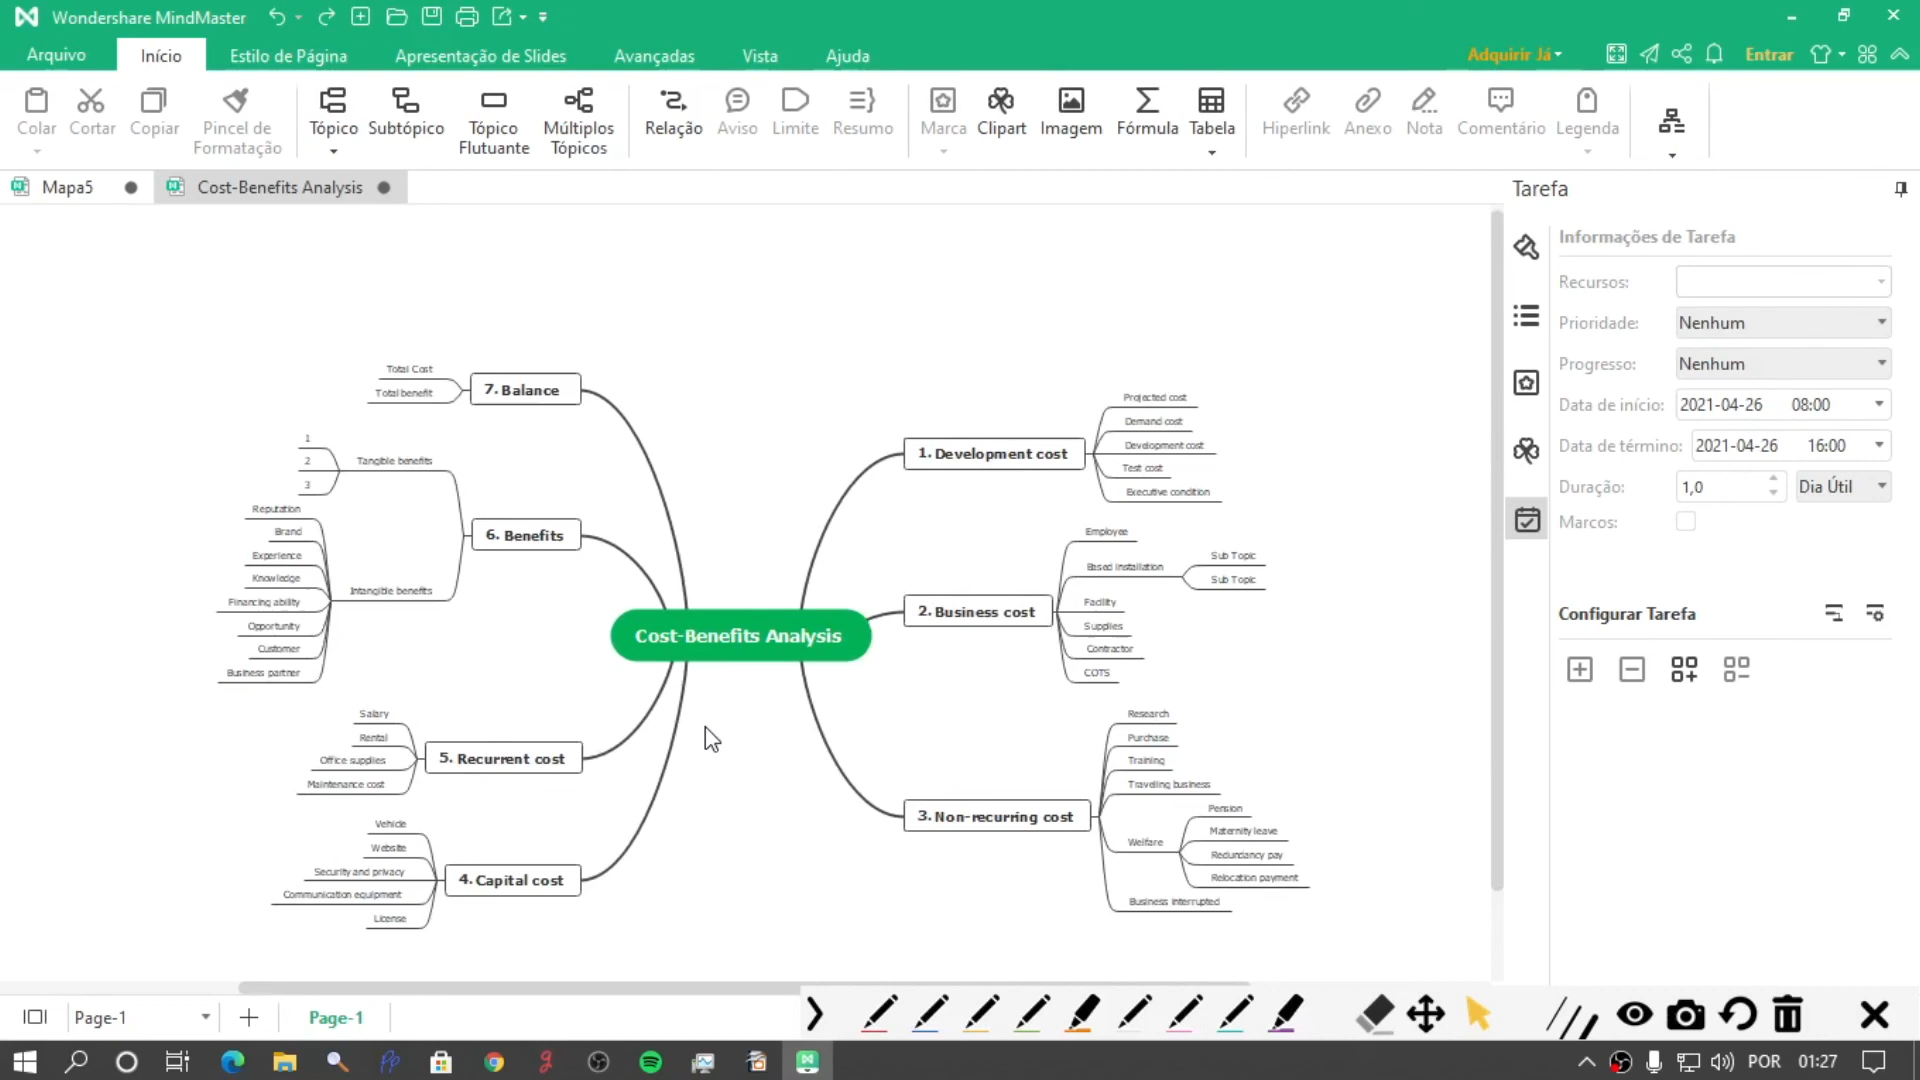 Wondershare MindMaster
Arquivo
Início
Estilo de Página
Apresentação de Slides
Avançadas
Vista
Ajuda
Adquirir Já
Entrar
Colar
Cortar
Copiar
Pincel de
Formatação
Tópico
Subtópico
Tópico
Flutuante
Múltiplos
Tópicos
Relação
Aviso
Limite
Resumo
Marca
Clipart
Imagem
Fórmula
Tabela
Hiperlink
Anexo
Nota
Comentário
Legenda
Mapa5
Cost-Benefits Analysis
Tarefa
Informações de Tarefa
Recursos:
Prioridade: Nenhum
Progresso: Nenhum
Data de início: 2021-04-26 08:00
Data de término: 2021-04-26 16:00
Duração: 1,0 Dia Útil
Marcos:
Configurar Tarefa
Cost-Benefits Analysis
1. Development cost
Projected cost
Demand cost
Development cost
Test cost
Executive condition
2. Business cost
Employee
Based installation
Sub Topic
Sub Topic
Facility
Supplies
Contractor
COTS
3. Non-recurring cost
Research
Purchase
Training
Traveling business
Welfare
Pension
Maternity leave
Redundancy pay
Relocation payment
Business interrupted
7. Balance
Total Cost
Total benefit
6. Benefits
Tangible benefits
1
2
3
Intangible benefits
Reputation
Brand
Experience
Knowledge
Financing ability
Opportunity
Customer
Business partner
5. Recurrent cost
Salary
Rental
Office supplies
Maintenance cost
4. Capital cost
Vehicle
Website
Security and privacy
Communication equipment
License
Page-1
Page-1
POR
01:27